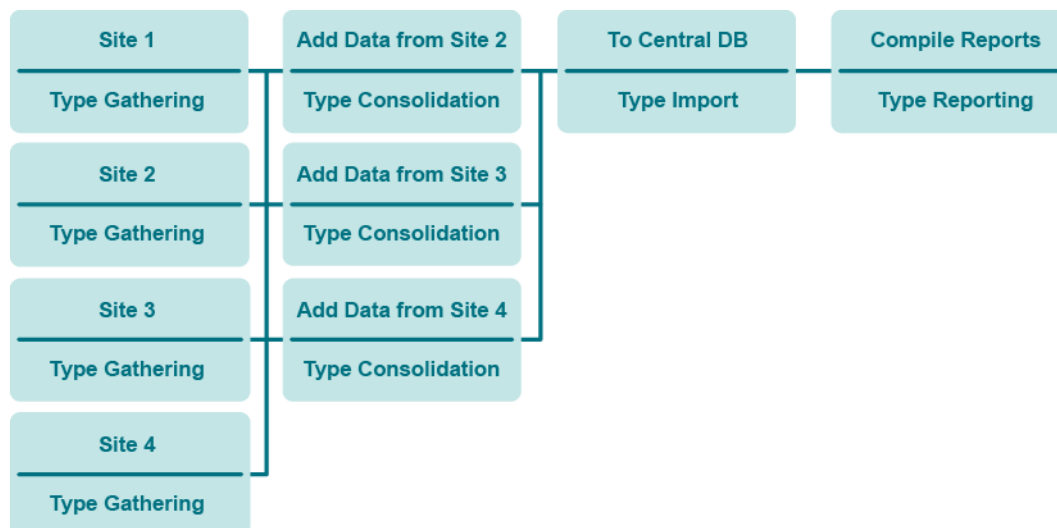 Site 1
Type Gathering
Add Data from Site 2
Type Consolidation
To Central DB
Type Import
Compile Reports
Type Reporting
Site 2
Type Gathering
Add Data from Site 3
Type Consolidation
Site 3
Type Gathering
Add Data from Site 4
Type Consolidation
Site 4
Type Gathering